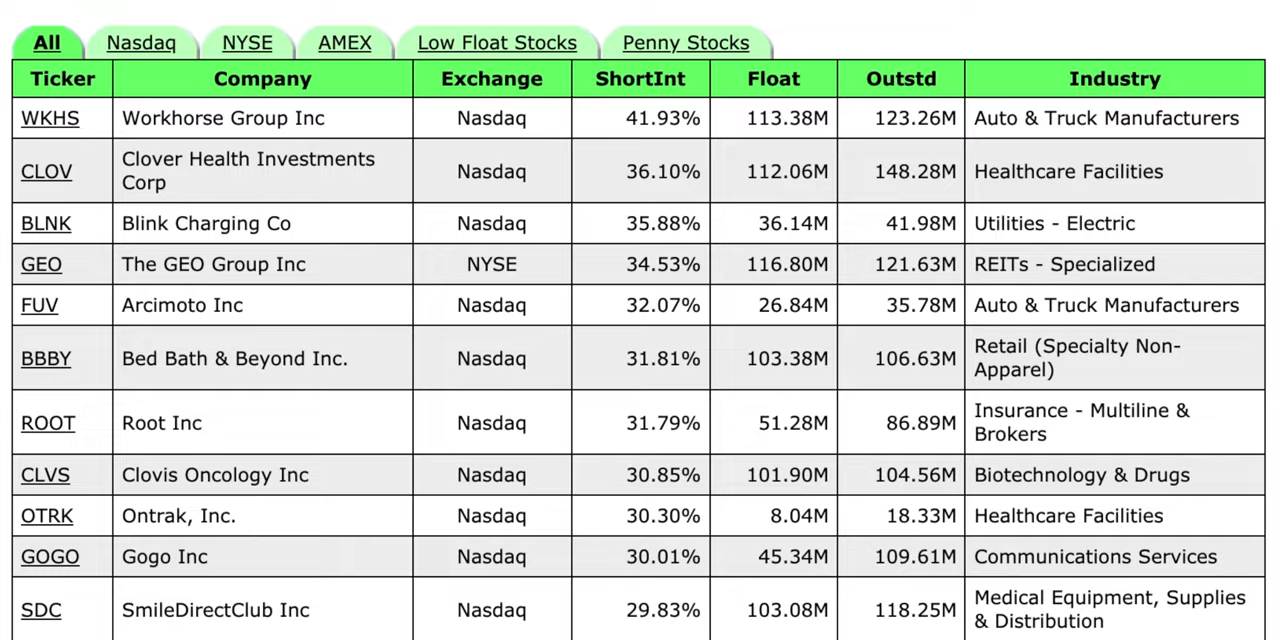 All Nasdaq NYSE AMEX Low Float Stocks Penny Stocks
Ticker Company Exchange ShortInt Float Outstd Industry
WKHS Workhorse Group Inc Nasdaq 41.93% 113.38M 123.26M Auto & Truck Manufacturers
CLOV Clover Health Investments
Corp Nasdaq 36.10% 112.06M 148.28M Healthcare Facilities
BLNK Blink Charging Co Nasdaq 35.88% 36.14M 41.98M Utilities - Electric
GEO The GEO Group Inc NYSE 34.53% 116.80M 121.63M REITs - Specialized
FUV Arcimoto Inc Nasdaq 32.07% 26.84M 35.78M Auto & Truck Manufacturers
BBBY Bed Bath & Beyond Inc. Nasdaq 31.81% 103.38M 106.63M Retail (Specialty Non-
Apparel)
ROOT Root Inc Nasdaq 31.79% 51.28M 86.89M Insurance - Multiline &
Brokers
CLVS Clovis Oncology Inc Nasdaq 30.85% 101.90M 104.56M Biotechnology & Drugs
OTRK Ontrak, Inc. Nasdaq 30.30% 8.04M 18.33M Healthcare Facilities
GOGO Gogo Inc Nasdaq 30.01% 45.34M 109.61M Communications Services
SDC SmileDirectClub Inc Nasdaq 29.83% 103.08M 118.25M Medical Equipment, Supplies
& Distribution